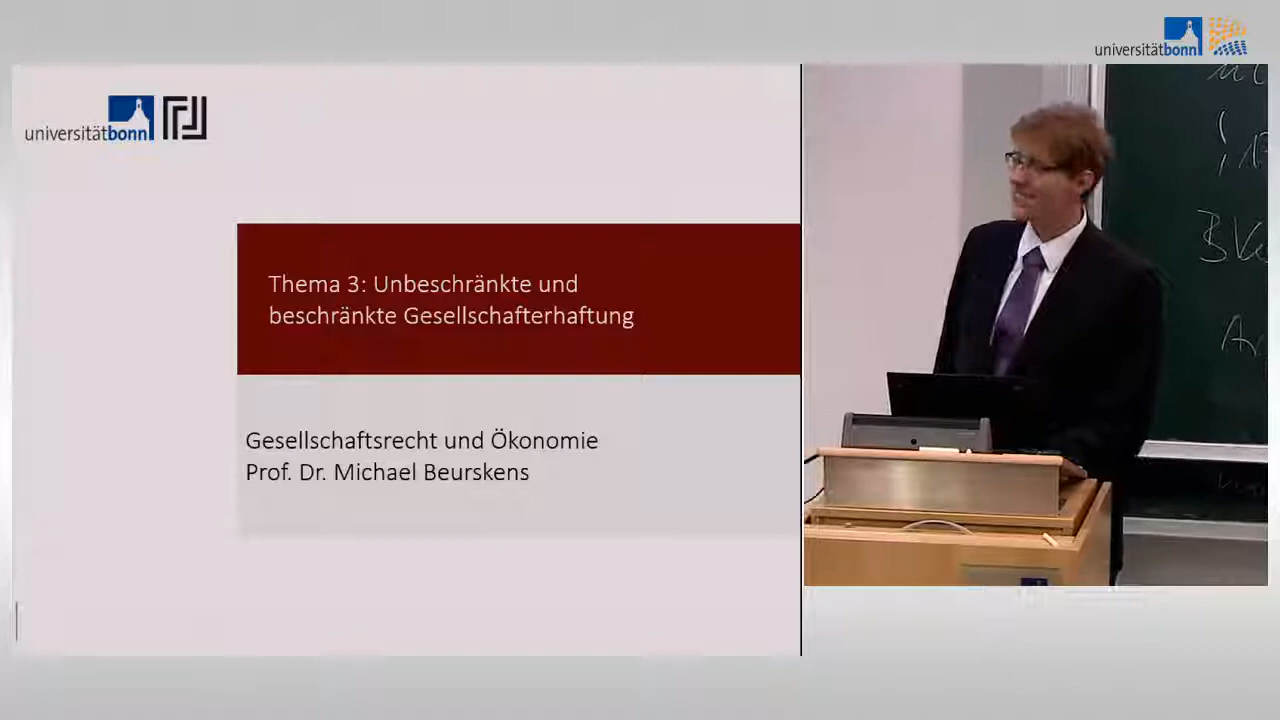 universitätbonn
universitätbonn
Thema 3: Unbeschränkte und
beschränkte Gesellschafterhaftung
Gesellschaftsrecht und Ökonomie
Prof. Dr. Michael Beurskens